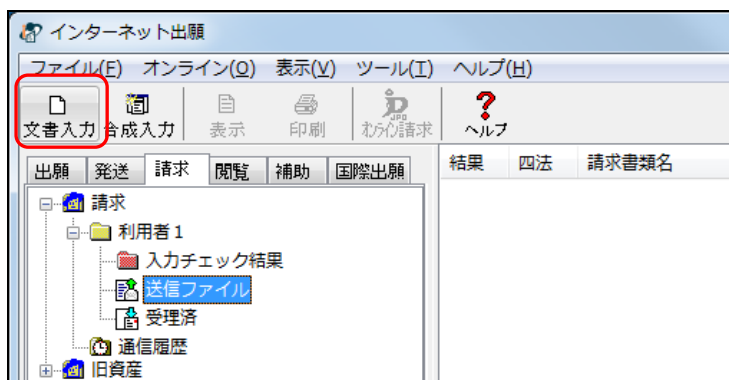 インターネット出願
ファイル(F) オンライン(O) 表示(V) ツール(T) ヘルプ(H)
文書入力 合成入力 表示 印刷 オンライン請求 ヘルプ
出願 発送 請求 閲覧 補助 国際出願
結果 四法 請求書類名
請求
利用者1
入力チェック結果
送信ファイル
受理済
通信履歴
旧資産